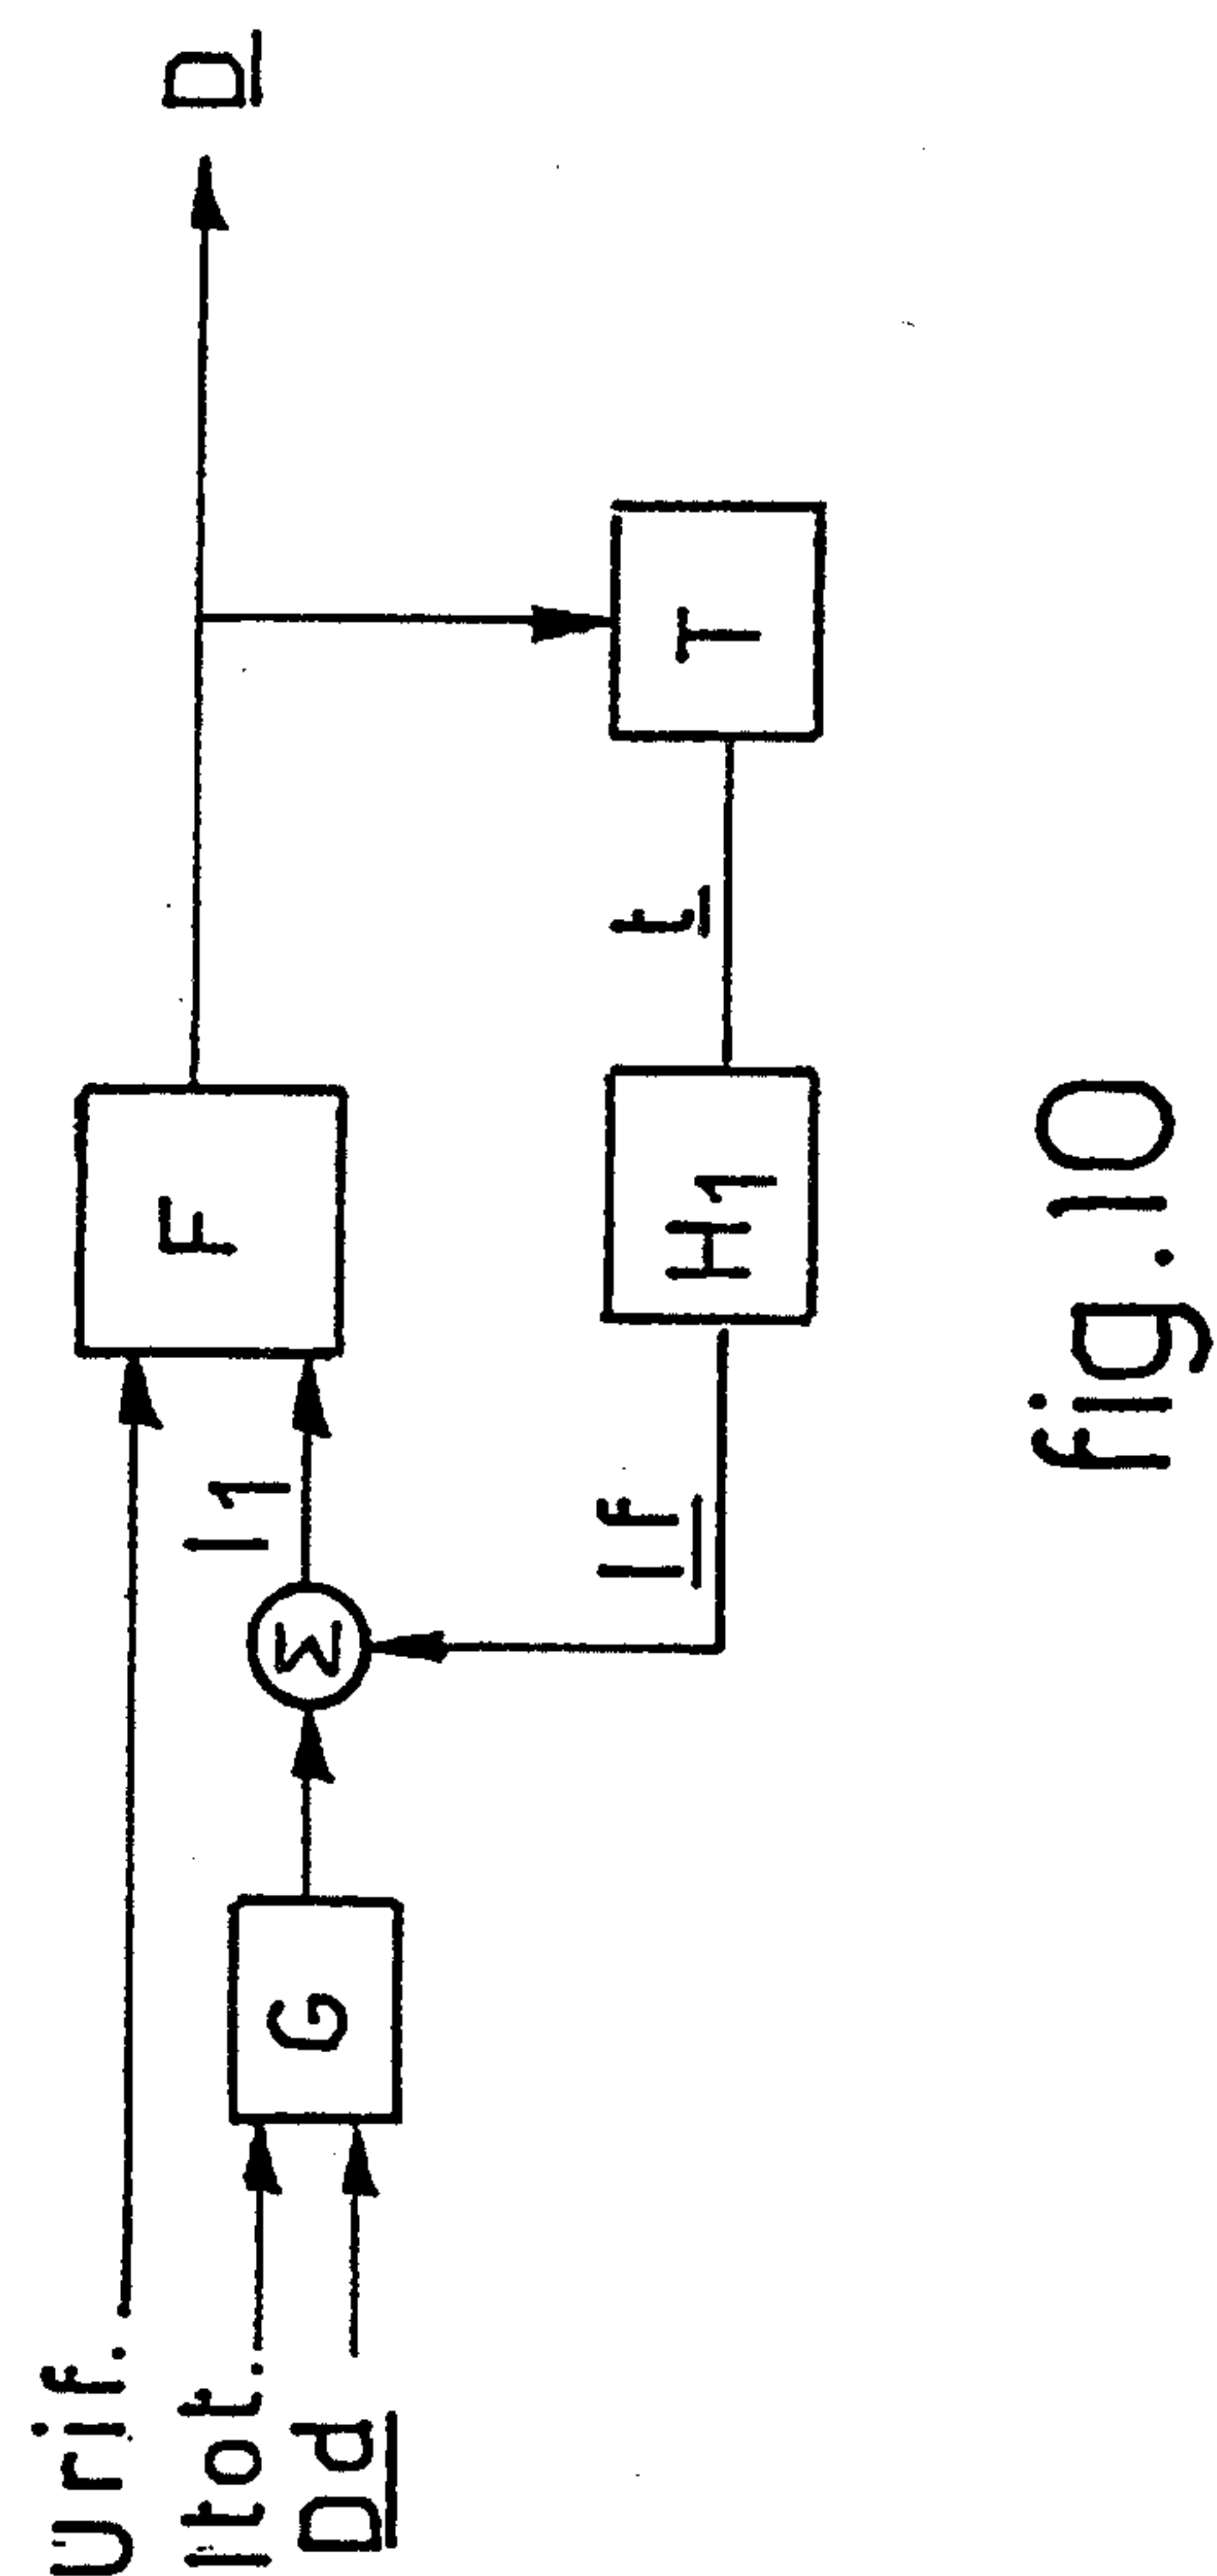 Urif.
Itot.
Dd
G
Σ
I1
If
F
H1
t
T
D
fig.10